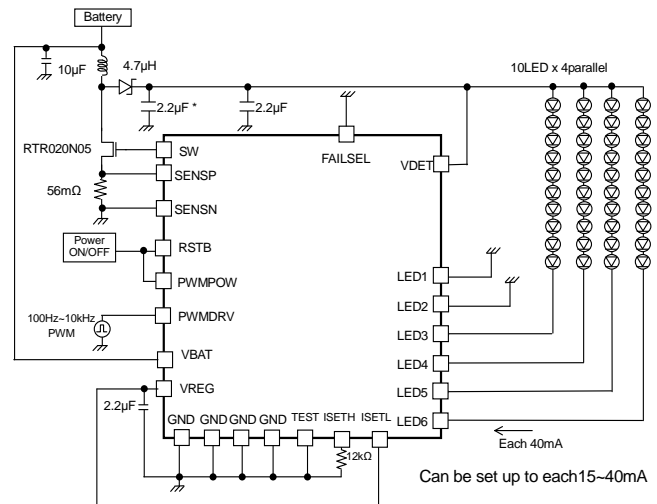 Battery
10µF
4.7µH
10LED x 4parallel
2.2µF *
2.2µF
RTR020N05
SW
FAILSEL
VDET
SENSP
56mΩ
SENSN
Power
ON/OFF
RSTB
PWMPOW
LED1
LED2
100Hz~10kHz
PWM
PWMDRV
LED3
VBAT
LED4
VREG
LED5
2.2µF
GND
GND
GND
GND
TEST
ISETH
ISETL
LED6
Each 40mA
12kΩ
Can be set up to each15~40mA